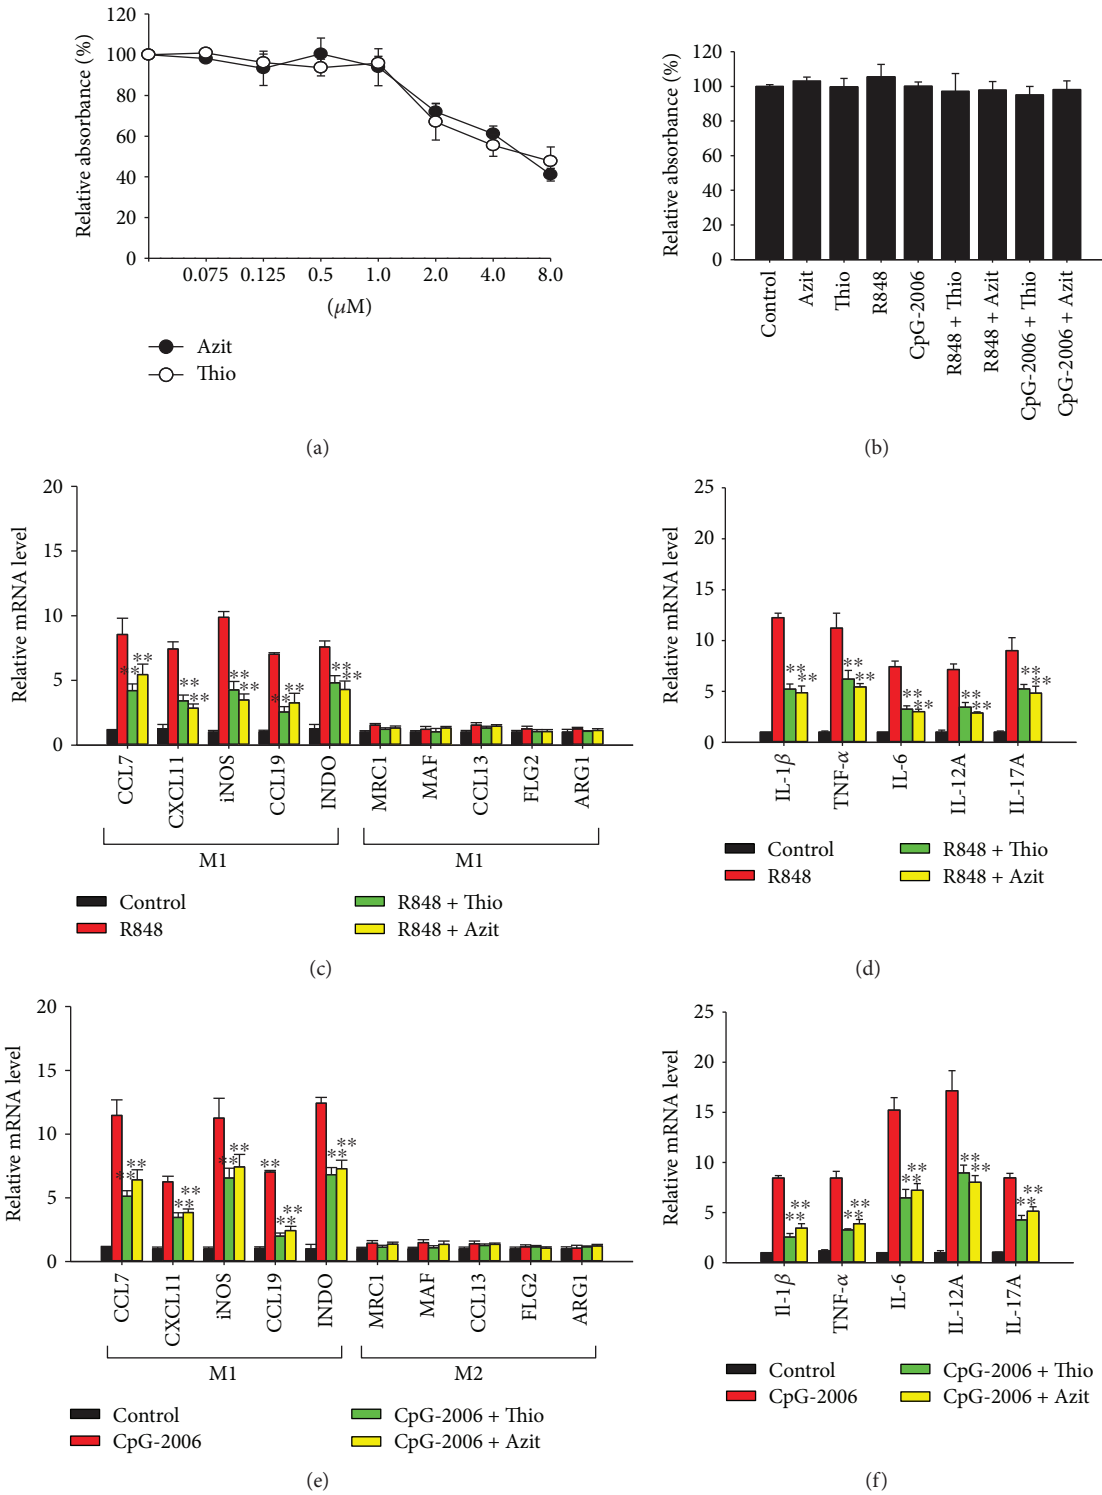 120
100
80
60
40
20
0
Relative absorbance (%)
0.075 0.125 0.5 1.0 2.0 4.0 8.0
(μM)
Azit
Thio
(a)
120
100
80
60
40
20
0
Relative absorbance (%)
Control
Azit
Thio
R848
CpG-2006
R848 + Thio
R848 + Azit
CpG-2006 + Thio
CpG-2006 + Azit
(b)
20
15
10
5
0
Relative mRNA level
** ** ** ** ** ** ** ** ** **
CCL7
CXCL11
iNOS
CCL19
INDO
MRC1
MAF
CCL13
FLG2
ARG1
M1 M1
Control
R848
R848 + Thio
R848 + Azit
(c)
25
20
15
10
5
0
Relative mRNA level
** ** ** ** ** ** ** ** ** **
IL-1β
TNF-α
IL-6
IL-12A
IL-17A
Control
R848
R848 + Thio
R848 + Azit
(d)
20
15
10
5
0
Relative mRNA level
** ** ** ** ** ** ** ** ** ** **
CCL7
CXCL11
iNOS
CCL19
INDO
MRC1
MAF
CCL13
FLG2
ARG1
M1 M2
Control
CpG-2006
CpG-2006 + Thio
CpG-2006 + Azit
(e)
25
20
15
10
5
0
Relative mRNA level
** ** ** ** ** ** ** ** ** **
Il-1β
TNF-α
IL-6
IL-12A
IL-17A
Control
CpG-2006
CpG-2006 + Thio
CpG-2006 + Azit
(f)